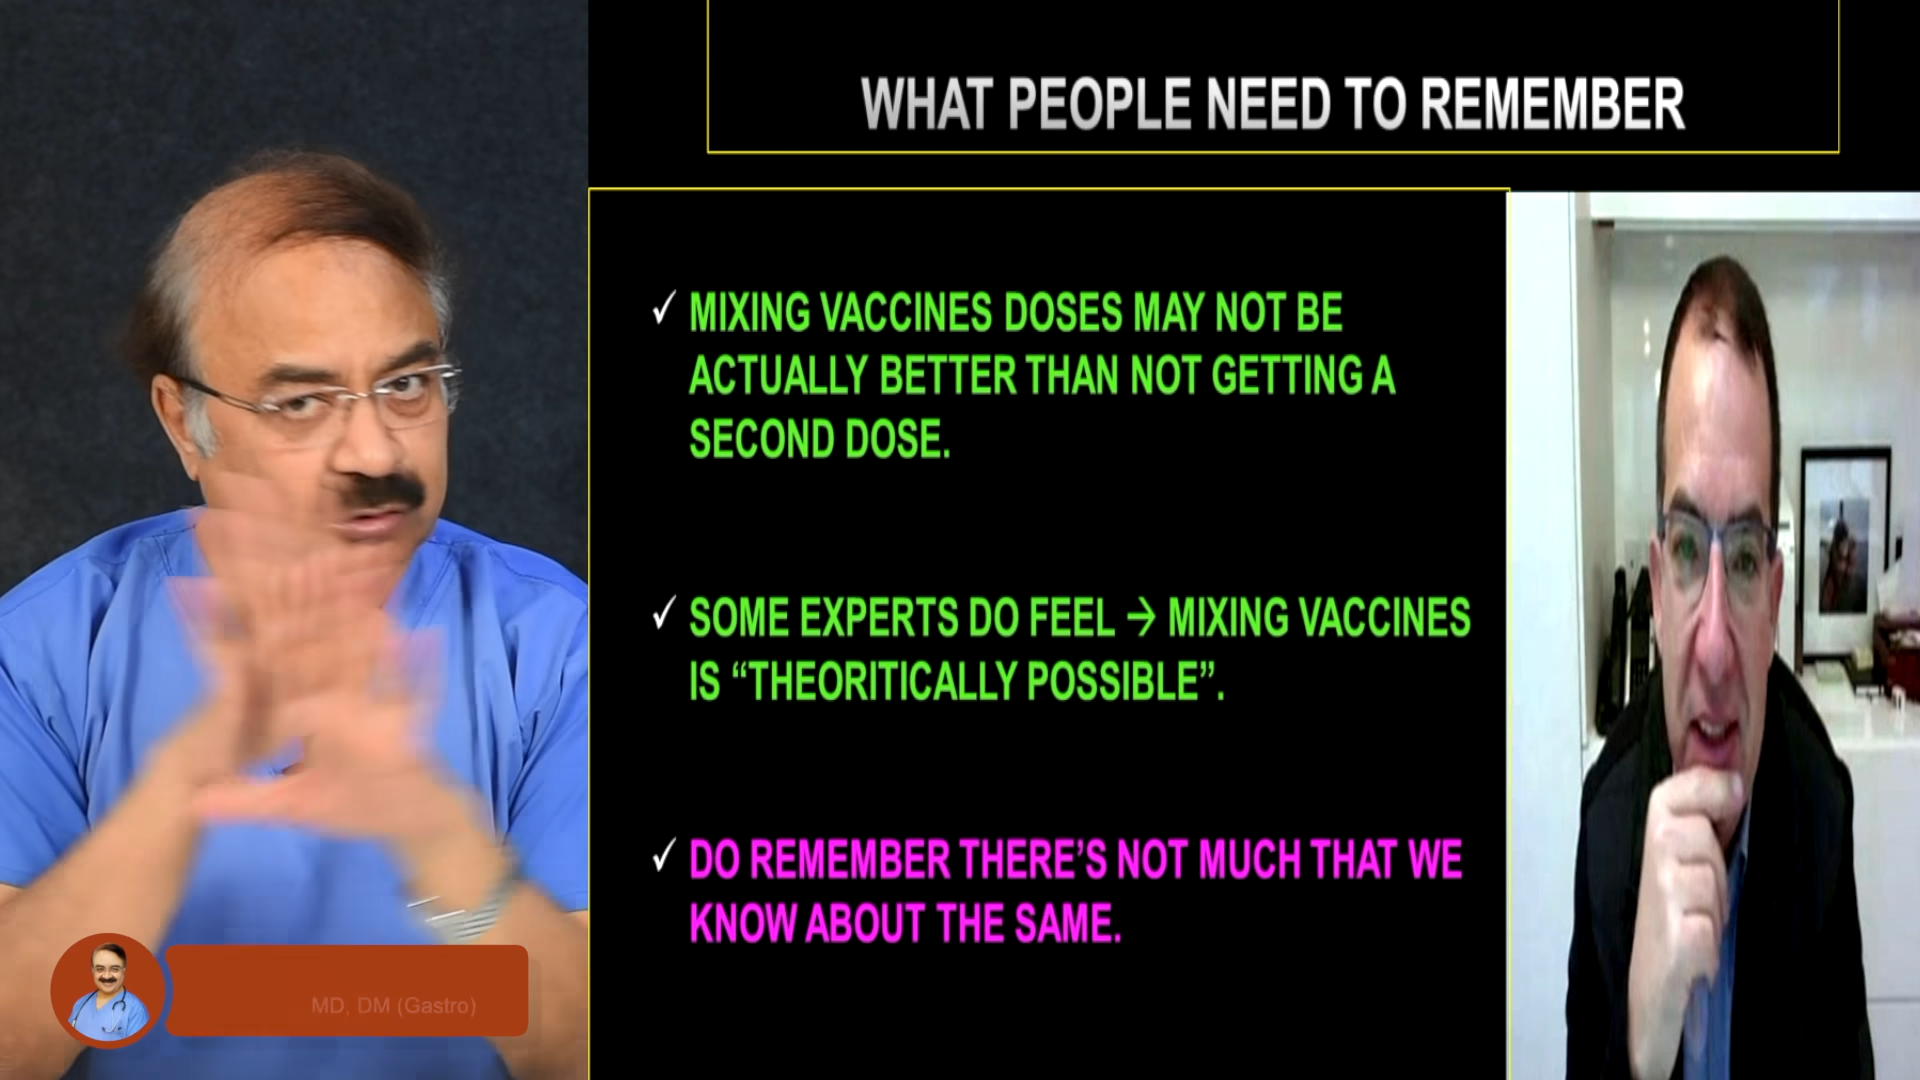 WHAT PEOPLE NEED TO REMEMBER
✓ MIXING VACCINES DOSES MAY NOT BE
ACTUALLY BETTER THAN NOT GETTING A
SECOND DOSE.
✓ SOME EXPERTS DO FEEL → MIXING VACCINES
IS “THEORITICALLY POSSIBLE”.
✓ DO REMEMBER THERE’S NOT MUCH THAT WE
KNOW ABOUT THE SAME.
MD, DM (Gastro)